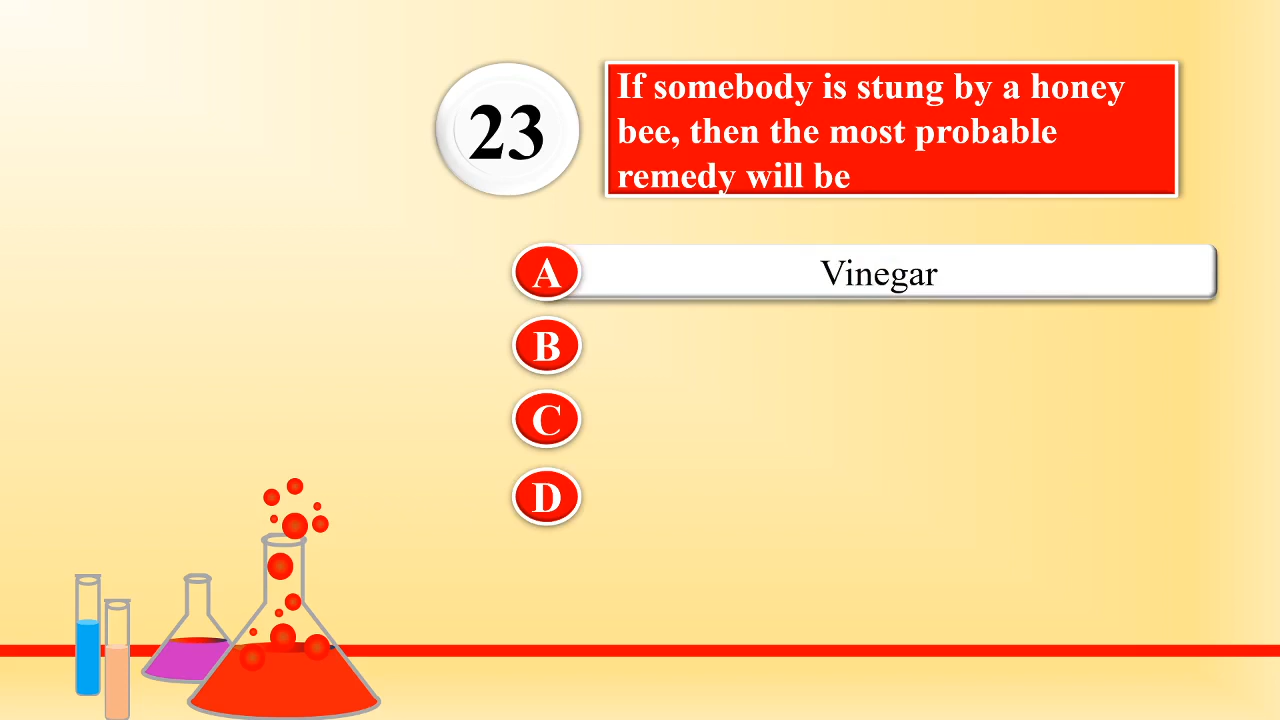 23
If somebody is stung by a honey
bee, then the most probable
remedy will be
A
Vinegar
B
C
D